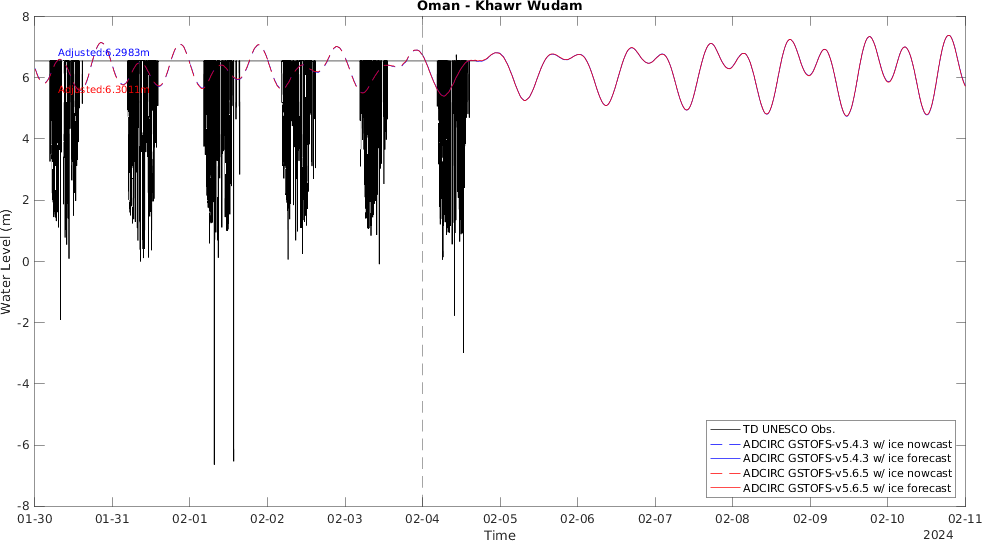 Oman - Khawr Wudam
8
6
4
2
0
-2
-4
-6
-8
Water Level (m)
Adjusted:6.2983m
Adjusted:6.3011m
TD UNESCO Obs.
ADCIRC GSTOFS-v5.4.3 w/ ice nowcast
ADCIRC GSTOFS-v5.4.3 w/ ice forecast
ADCIRC GSTOFS-v5.6.5 w/ ice nowcast
ADCIRC GSTOFS-v5.6.5 w/ ice forecast
01-30 01-31 02-01 02-02 02-03 02-04 02-05 02-06 02-07 02-08 02-09 02-10 02-11
Time
2024